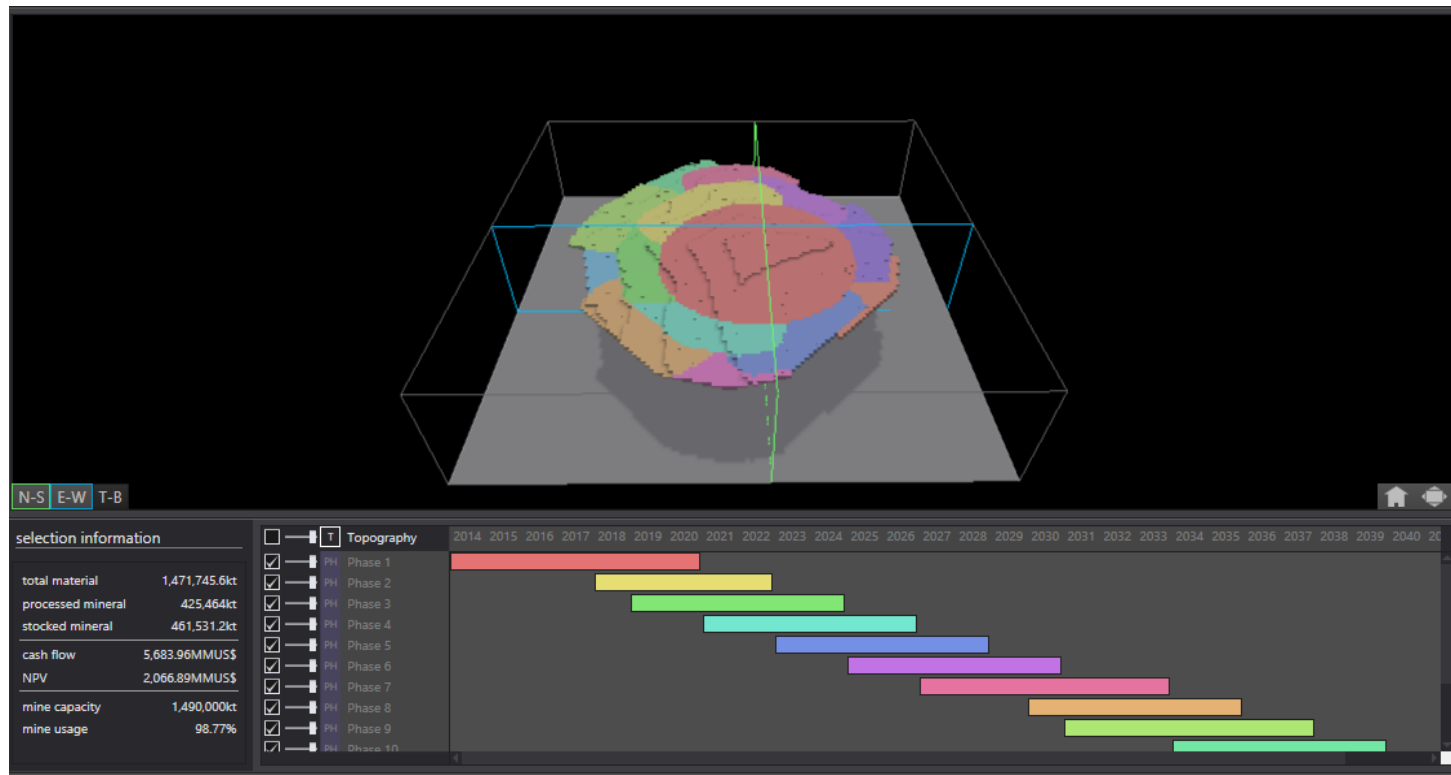 N-S E-W T-B
selection information
total material 1,471,745.6kt
processed mineral 425,464kt
stocked mineral 461,531.2kt
cash flow 5,683.96MMUS$
NPV 2,066.89MMUS$
mine capacity 1,490,000kt
mine usage 98.77%
T Topography 2014 2015 2016 2017 2018 2019 2020 2021 2022 2023 2024 2025 2026 2027 2028 2029 2030 2031 2032 2033 2034 2035 2036 2037 2038 2039 2040 20
PH Phase 1
PH Phase 2
PH Phase 3
PH Phase 4
PH Phase 5
PH Phase 6
PH Phase 7
PH Phase 8
PH Phase 9
PH Phase 10